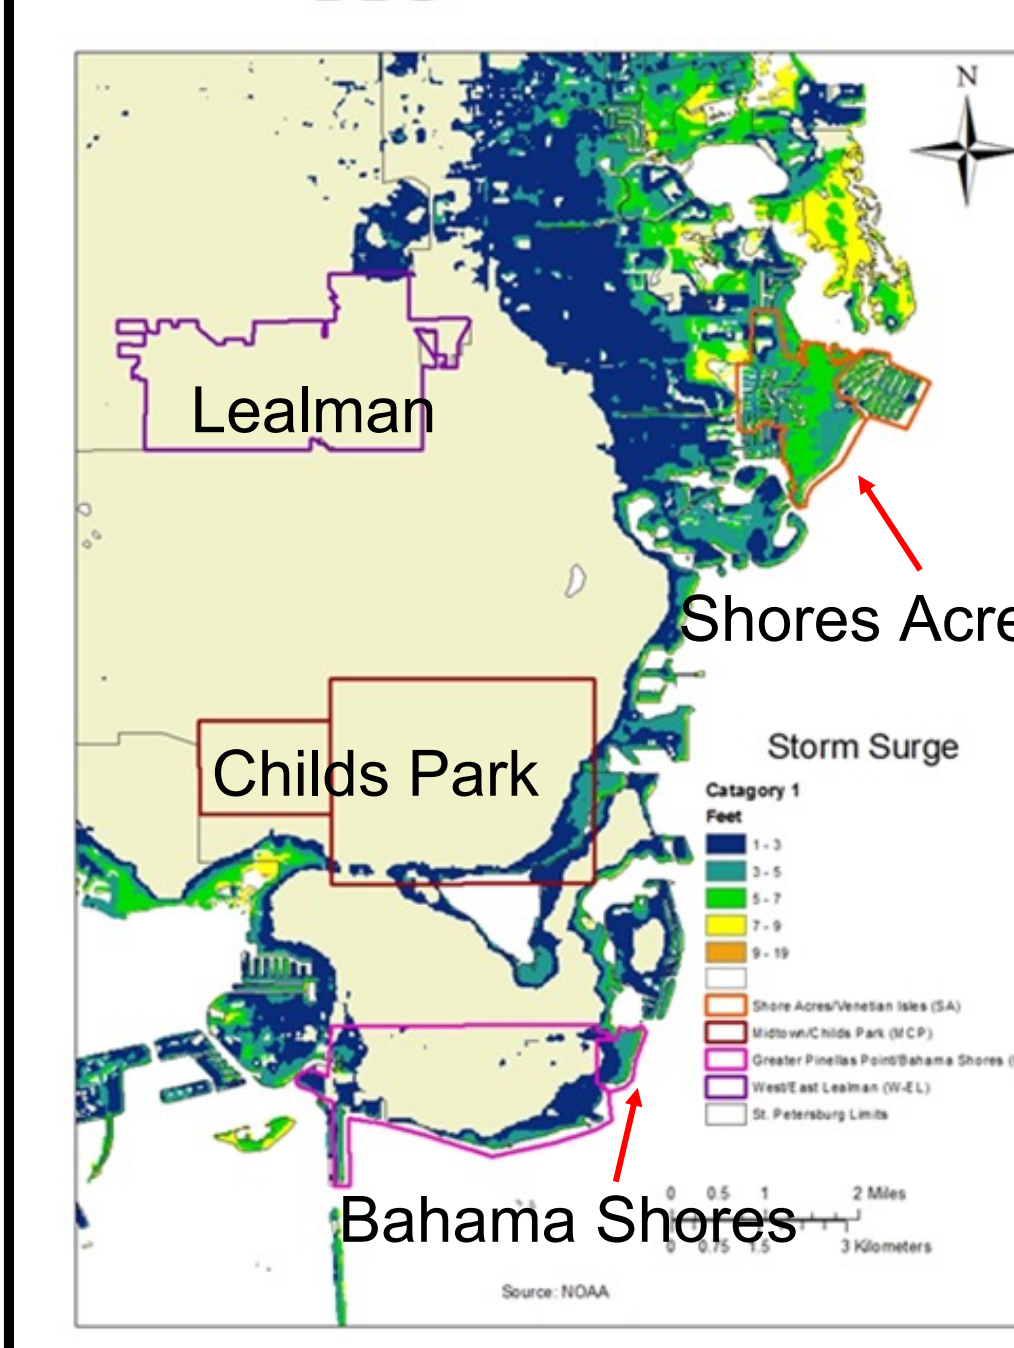 N
Lealman
Shores Acre
Childs Park
Storm Surge
Catagory 1
Feet
1 - 3
3 - 5
5 - 7
7 - 9
9 - 19
Shore Acres/Venetian Isles (SA)
Midtown/Childs Park (MCP)
Greater Pinellas Point/Bahama Shores (
West/East Lealman (W-EL)
St. Petersburg Limits
Bahama Shores
0 0.5 1 2 Miles
0 0.75 1.5 3 Kilometers
Source: NOAA